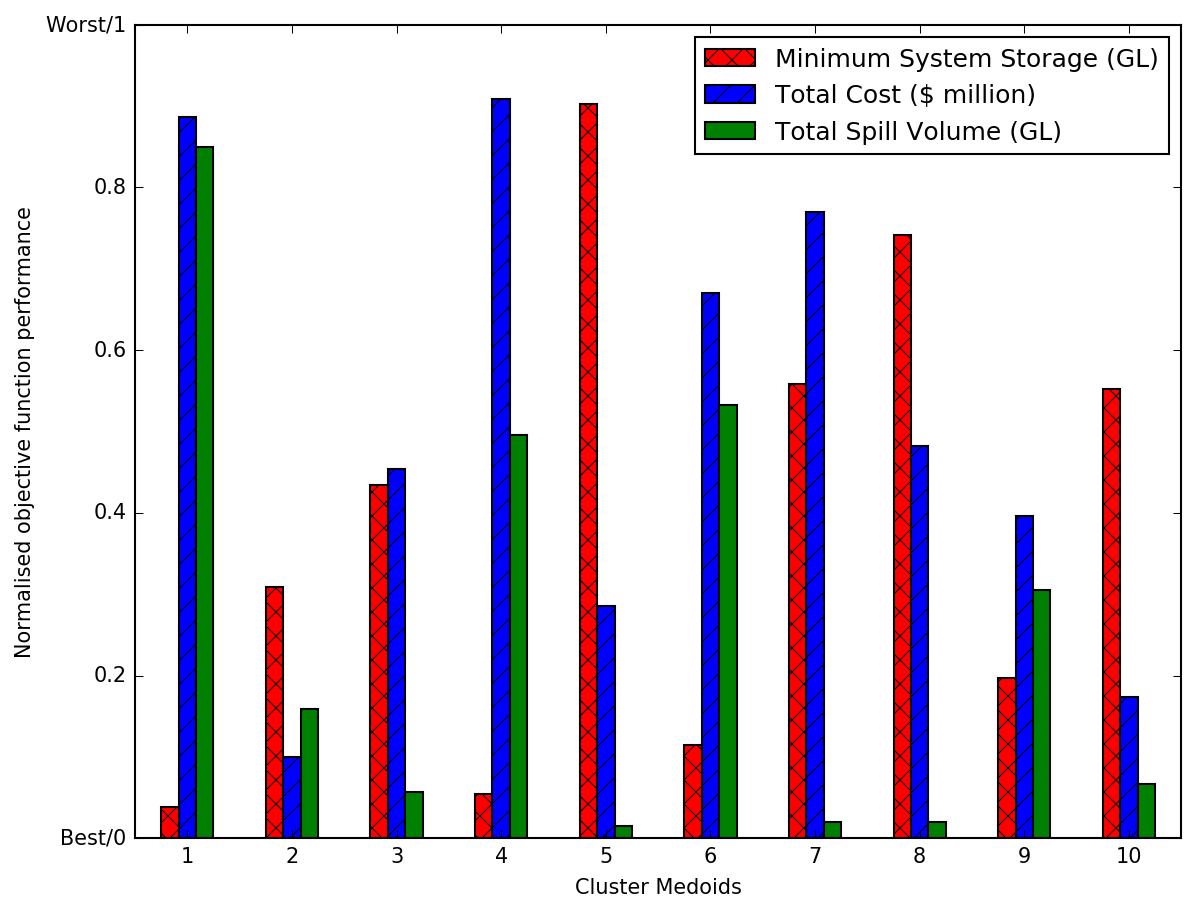 Worst/1
0.8
0.6
0.4
0.2
Best/0
Normalised objective function performance
Minimum System Storage (GL)
Total Cost ($ million)
Total Spill Volume (GL)
1 2 3 4 5 6 7 8 9 10
Cluster Medoids